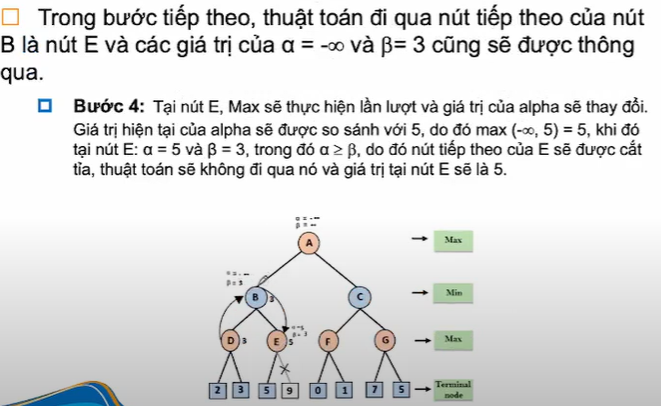 Trong bước tiếp theo, thuật toán đi qua nút tiếp theo của nút
B là nút E và các giá trị của α = -∞ và β= 3 cũng sẽ được thông
qua.
Bước 4: Tại nút E, Max sẽ thực hiện lần lượt và giá trị của alpha sẽ thay đổi.
Giá trị hiện tại của alpha sẽ được so sánh với 5, do đó max (-∞, 5) = 5, khi đó
tại nút E: α = 5 và β = 3, trong đó α ≥ β, do đó nút tiếp theo của E sẽ được cắt
tỉa, thuật toán sẽ không đi qua nó và giá trị tại nút E sẽ là 5.
A Max
β = 3
B 3 C Min
D 3 E 5 F G Max
2 3 5 9 0 1 7 5 Terminal
node